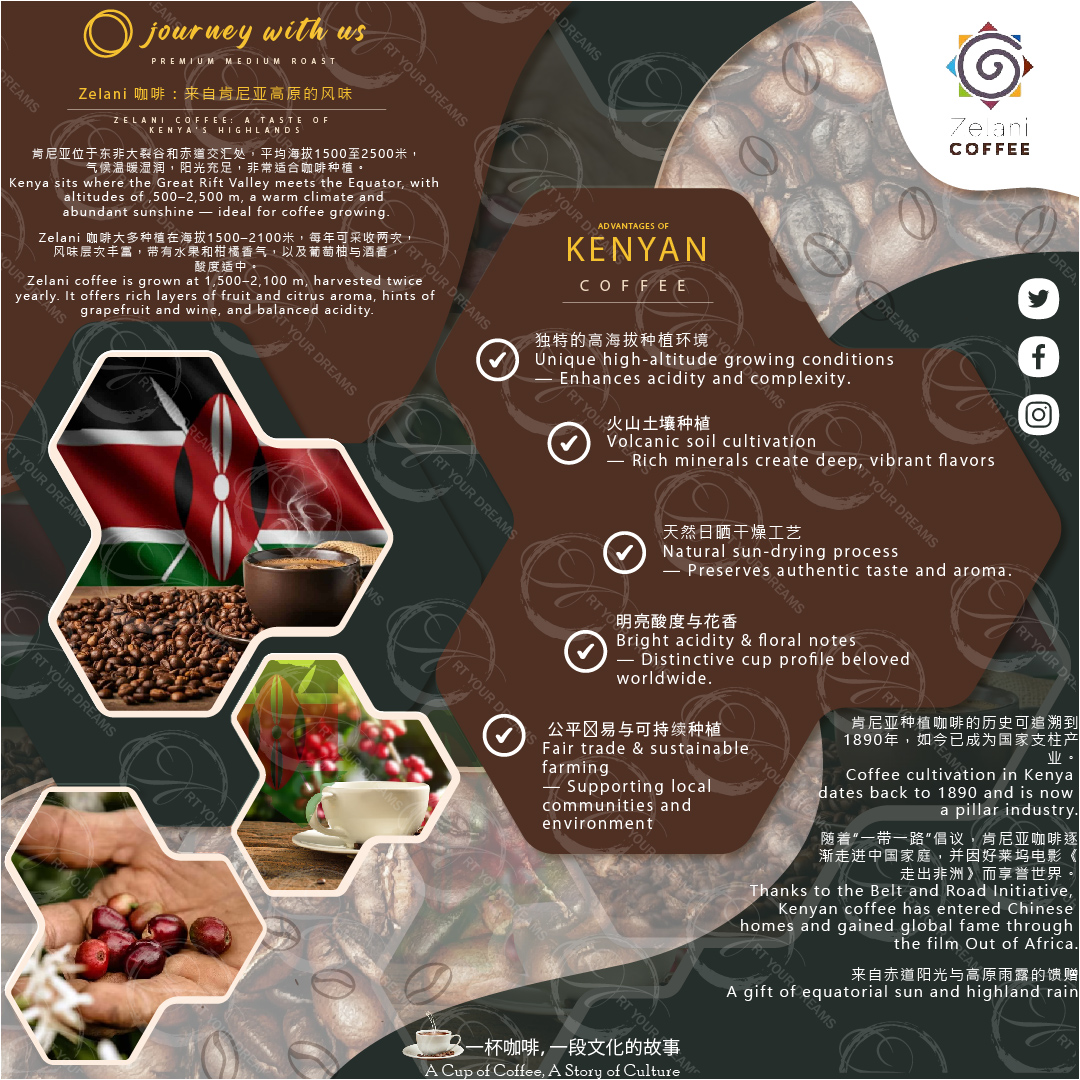 journey with us
PREMIUM MEDIUM ROAST
Zelani 咖啡：来自肯尼亚高原的风味
ZELANI COFFEE: A TASTE OF
KENYA'S HIGHLANDS
肯尼亚位于东非大裂谷和赤道交汇处，平均海拔1500至2500米，
气候温暖湿润，阳光充足，非常适合咖啡种植。
Kenya sits where the Great Rift Valley meets the Equator, with
altitudes of ,500–2,500 m, a warm climate and
abundant sunshine — ideal for coffee growing.
Zelani 咖啡大多种植在海拔1500–2100米，每年可采收两次，
风味层次丰富，带有水果和柑橘香气，以及葡萄柚与酒香，
酸度适中。
Zelani coffee is grown at 1,500–2,100 m, harvested twice
yearly. It offers rich layers of fruit and citrus aroma, hints of
grapefruit and wine, and balanced acidity.
Zelani
COFFEE
ADVANTAGES OF
KENYAN
COFFEE
独特的高海拔种植环境
Unique high-altitude growing conditions
— Enhances acidity and complexity.
火山土壤种植
Volcanic soil cultivation
— Rich minerals create deep, vibrant flavors
天然日晒干燥工艺
Natural sun-drying process
— Preserves authentic taste and aroma.
明亮酸度与花香
Bright acidity & floral notes
— Distinctive cup profile beloved
worldwide.
公平易与可持续种植
Fair trade & sustainable
farming
— Supporting local
communities and
environment
肯尼亚种植咖啡的历史可追溯到
1890年，如今已成为国家支柱产
业。
Coffee cultivation in Kenya
dates back to 1890 and is now
a pillar industry.
随着“一带一路”倡议，肯尼亚咖啡逐
渐走进中国家庭，并因好莱坞电影《
走出非洲》而享誉世界。
Thanks to the Belt and Road Initiative,
Kenyan coffee has entered Chinese
homes and gained global fame through
the film Out of Africa.
来自赤道阳光与高原雨露的馈赠
A gift of equatorial sun and highland rain
一杯咖啡,一段文化的故事
A Cup of Coffee, A Story of Culture